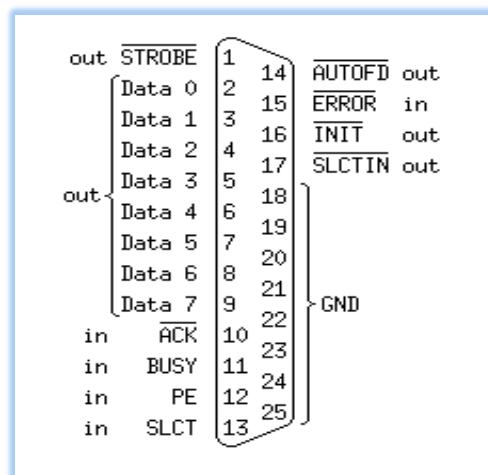 out STROBE 1
14 AUTOFD out
Data 0 2
15 ERROR in
Data 1 3
16 INIT out
Data 2 4
17 SLCTIN out
Data 3 5
18
out
Data 4 6
19
Data 5 7
20
Data 6 8
21
Data 7 9
GND
22
in ACK 10
23
in BUSY 11
24
in PE 12
25
in SLCT 13